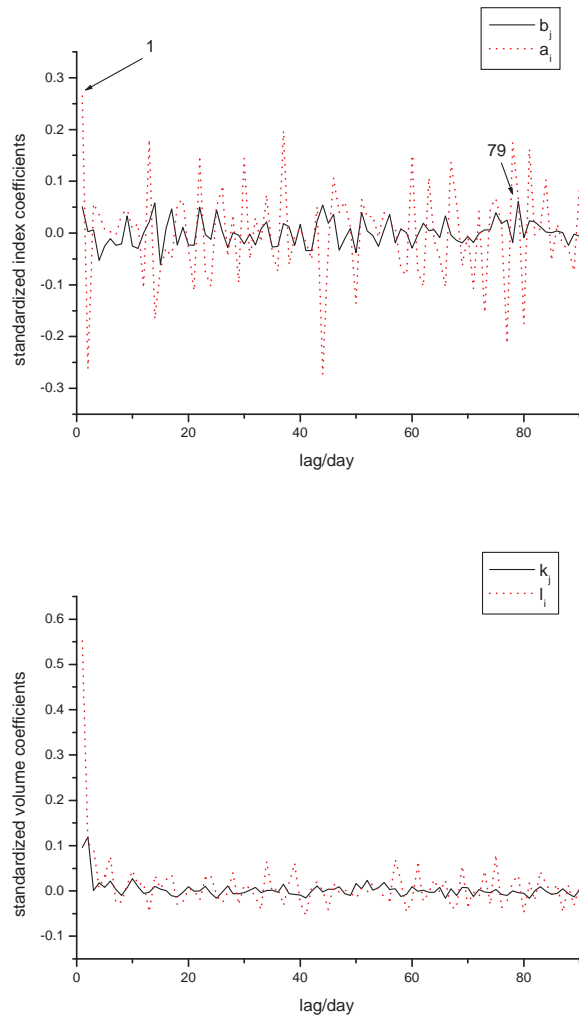 b_j
a_i
1
79
0.3
0.2
0.1
0.0
-0.1
-0.2
-0.3
standardized index coefficients
0 20 40 60 80
lag/day
k_j
l_i
0.6
0.5
0.4
0.3
0.2
0.1
0.0
-0.1
standardized volume coefficients
0 20 40 60 80
lag/day